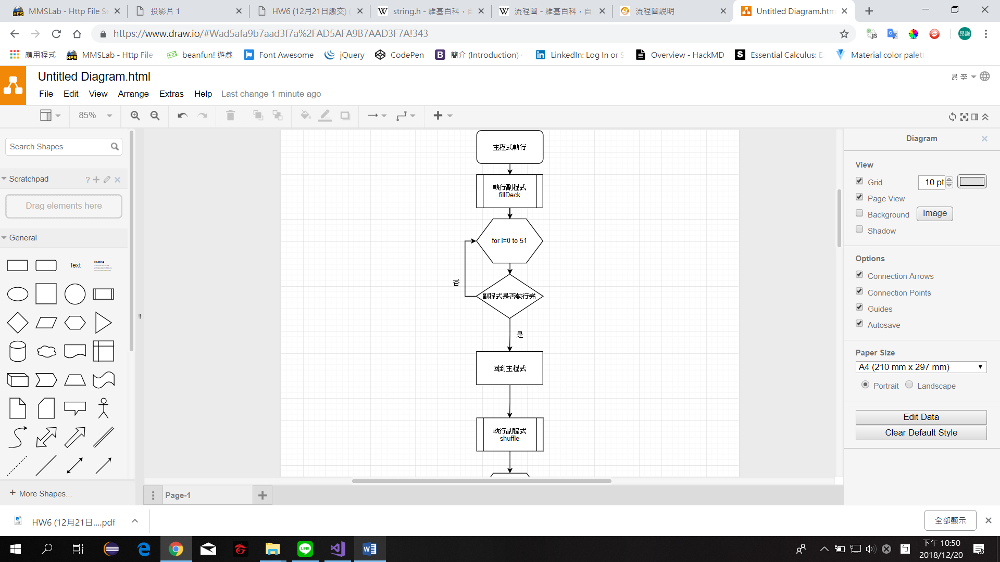 MMSLab - Http File Se
投影片 1
HW6 (12月21日繳交) (
string.h - 維基百科，自
流程圖 - 維基百科，自
流程圖說明
Untitled Diagram.htm
https://www.draw.io/#Wad5afa9b7aad3f7a%2FAD5AFA9B7AAD3F7A!343
昂謙
應用程式
MMSLab - Http File
beanfun! 遊戲
Font Awesome
jQuery
CodePen
簡介 (Introduction) ·
LinkedIn: Log In or S
Overview - HackMD
Essential Calculus: E
Material color palett
Untitled Diagram.html
昂 李
File
Edit
View
Arrange
Extras
Help
Last change 1 minute ago
85%
Search Shapes
Scratchpad
?
Drag elements here
General
Text
Heading
More Shapes...
主程式執行
執行副程式
fillDeck
for i=0 to 51
否
副程式是否執行完
是
回到主程式
執行副程式
shuffle
Page-1
Diagram
View
Grid
10 pt
Page View
Background
Image
Shadow
Options
Connection Arrows
Connection Points
Guides
Autosave
Paper Size
A4 (210 mm x 297 mm)
Portrait
Landscape
Edit Data
Clear Default Style
HW6 (12月21日....pdf
全部顯示
下午 10:50
2018/12/20